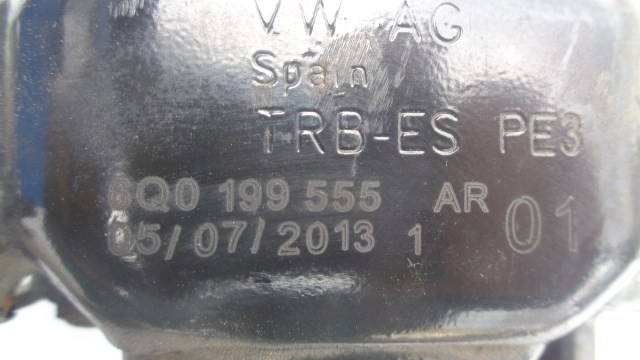 VW AG
Spain
TRB-ES PE3
6Q0 199 555 AR
05/07/2013 1 01